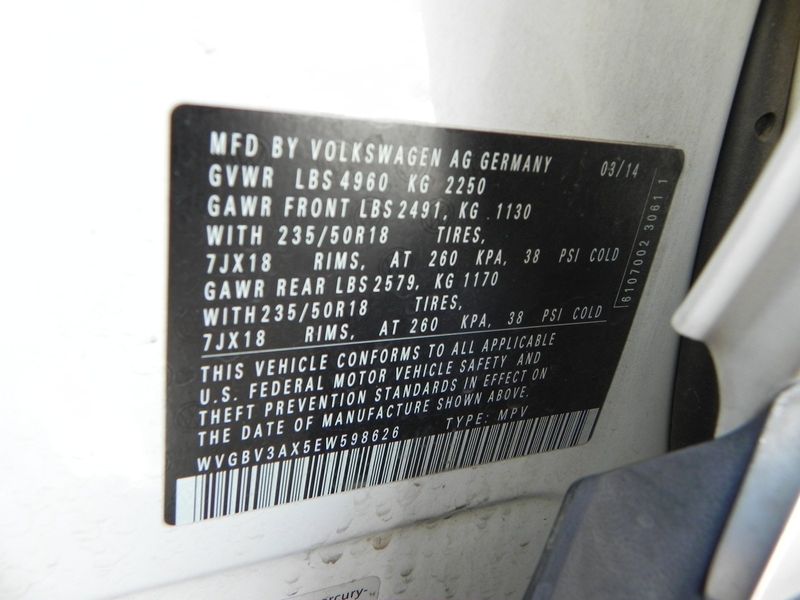 MFD BY VOLKSWAGEN AG GERMANY 03/14
GVWR LBS 4960 KG 2250
GAWR FRONT LBS 2491, KG 1130
WITH 235/50R18 TIRES,
7JX18 RIMS, AT 260 KPA, 38 PSI COLD
GAWR REAR LBS 2579, KG 1170
WITH 235/50R18 TIRES,
7JX18 RIMS, AT 260 KPA, 38 PSI COLD
THIS VEHICLE CONFORMS TO ALL APPLICABLE
U.S. FEDERAL MOTOR VEHICLE SAFETY AND
THEFT PREVENTION STANDARDS IN EFFECT ON
THE DATE OF MANUFACTURE SHOWN ABOVE.
WVGBV3AX5EW598626 TYPE: MPV
6107002 3061 1